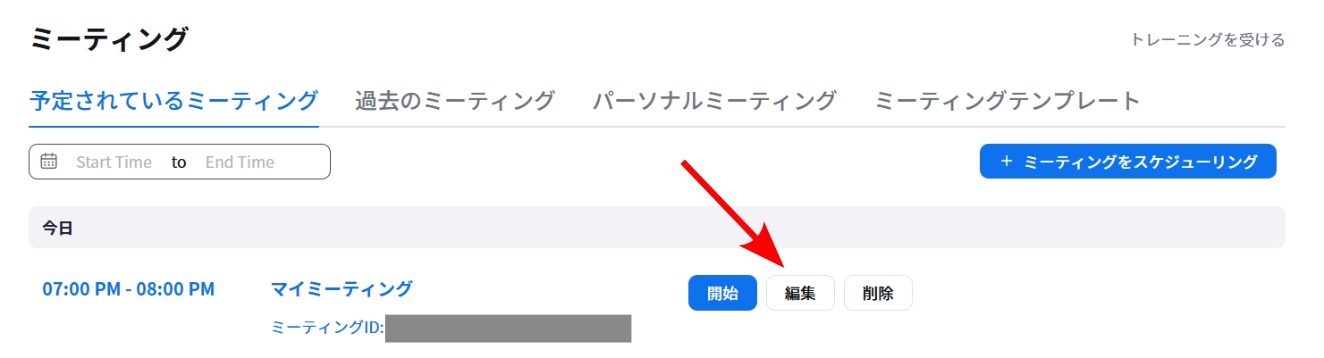 ミーティング
トレーニングを受ける
予定されているミーティング 過去のミーティング パーソナルミーティング ミーティングテンプレート
Start Time to End Time
+ ミーティングをスケジューリング
今日
07:00 PM - 08:00 PM マイミーティング 開始 編集 削除
ミーティングID: